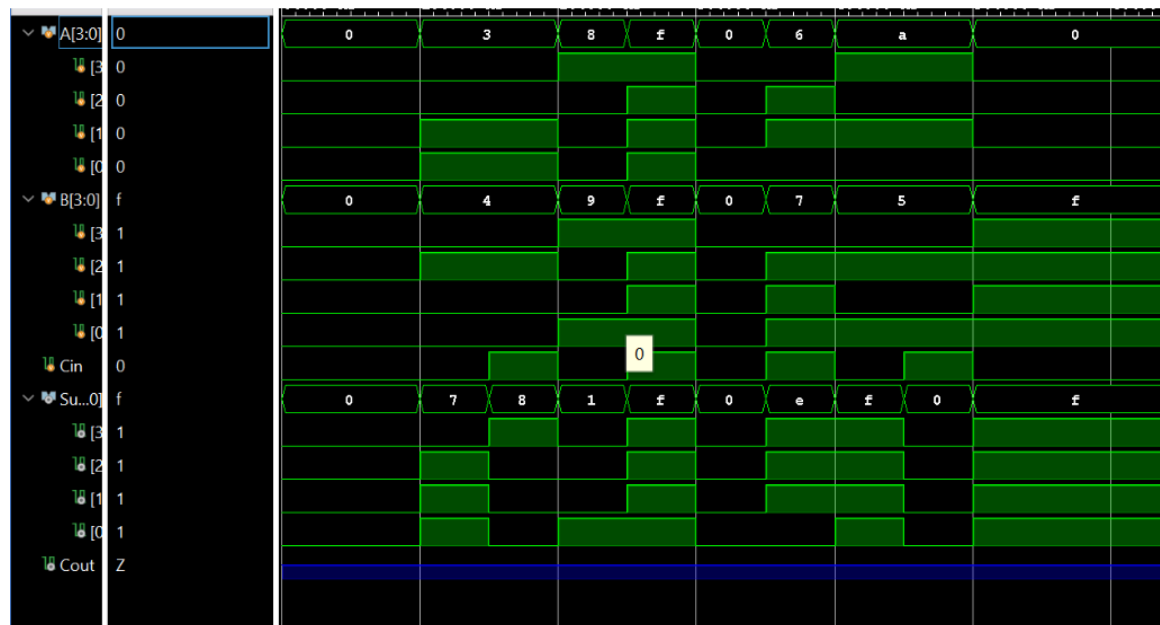 A[3:0] 0 0 3 8 f 0 6 a 0
[3 0
[2 0
[1 0
[0 0
B[3:0] f 0 4 9 f 0 7 5 f
[3 1
[2 1
[1 1
[0 1
0
Cin 0
Su...0] f 0 7 8 1 f 0 e f 0 f
[3 1
[2 1
[1 1
[0 1
Cout Z